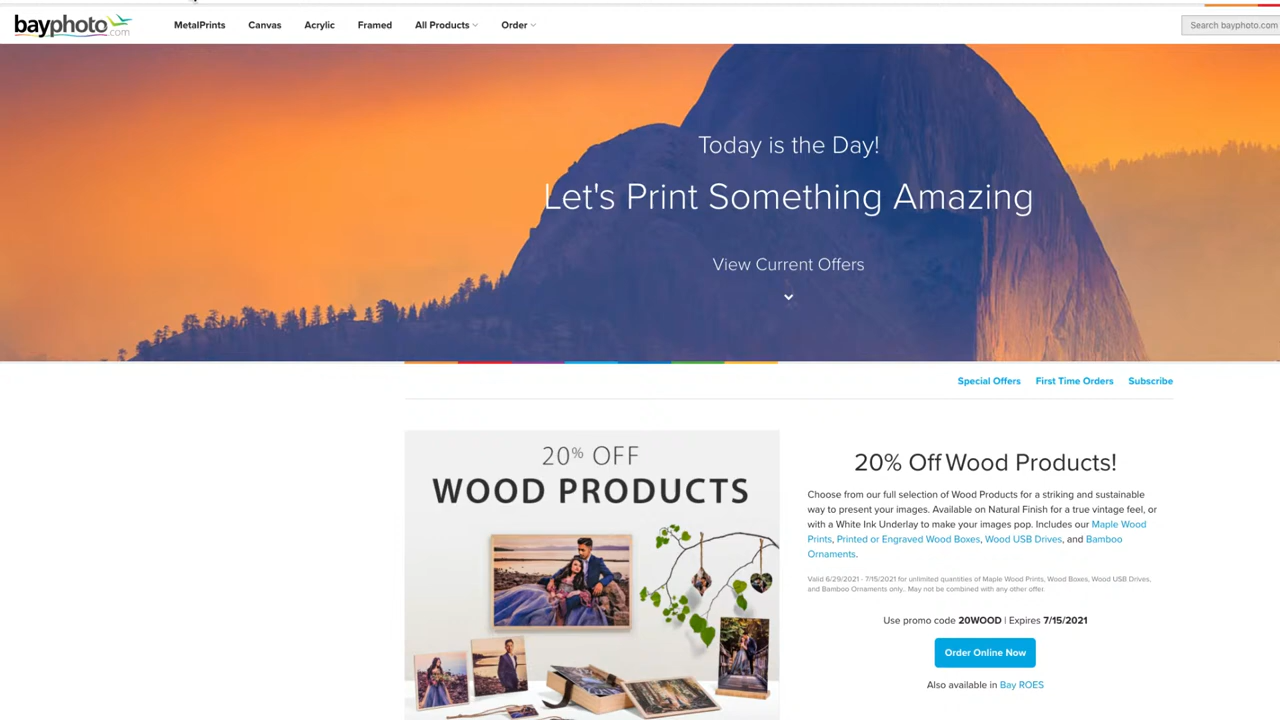 bayphoto.com
MetalPrints
Canvas
Acrylic
Framed
All Products
Order
Search bayphoto.com
Today is the Day!
Let's Print Something Amazing
View Current Offers
Special Offers
First Time Orders
Subscribe
20% OFF
WOOD PRODUCTS
20% Off Wood Products!
Choose from our full selection of Wood Products for a striking and sustainable
way to present your images. Available on Natural Finish for a true vintage feel, or
with a White Ink Underlay to make your images pop. Includes our Maple Wood
Prints, Printed or Engraved Wood Boxes, Wood USB Drives, and Bamboo
Ornaments.
Valid 6/29/2021 - 7/15/2021 for unlimited quantities of Maple Wood Prints, Wood Boxes, Wood USB Drives,
and Bamboo Ornaments only.. May not be combined with any other offer.
Use promo code 20WOOD | Expires 7/15/2021
Order Online Now
Also available in Bay ROES